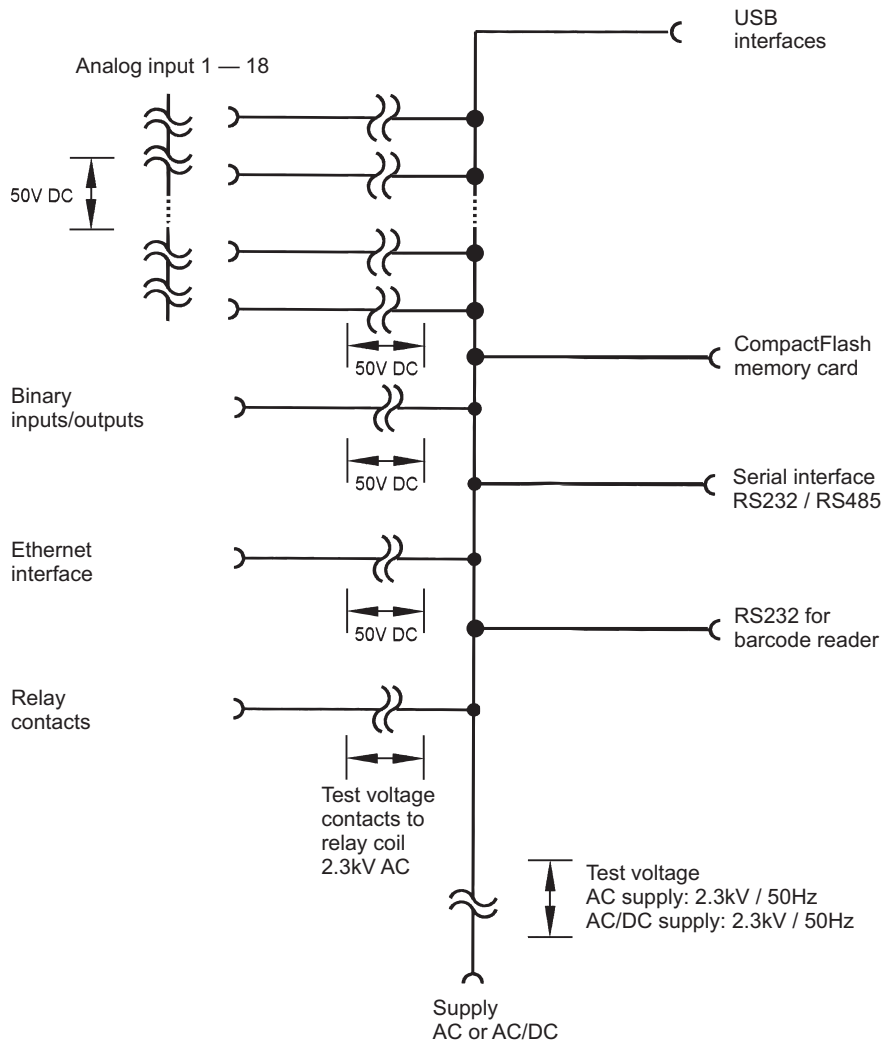 USB
interfaces
Analog input 1 — 18
50V DC
50V DC
CompactFlash
memory card
Binary
inputs/outputs
50V DC
Serial interface
RS232 / RS485
Ethernet
interface
50V DC
RS232 for
barcode reader
Relay
contacts
Test voltage
contacts to
relay coil
2.3kV AC
Test voltage
AC supply: 2.3kV / 50Hz
AC/DC supply: 2.3kV / 50Hz
Supply
AC or AC/DC